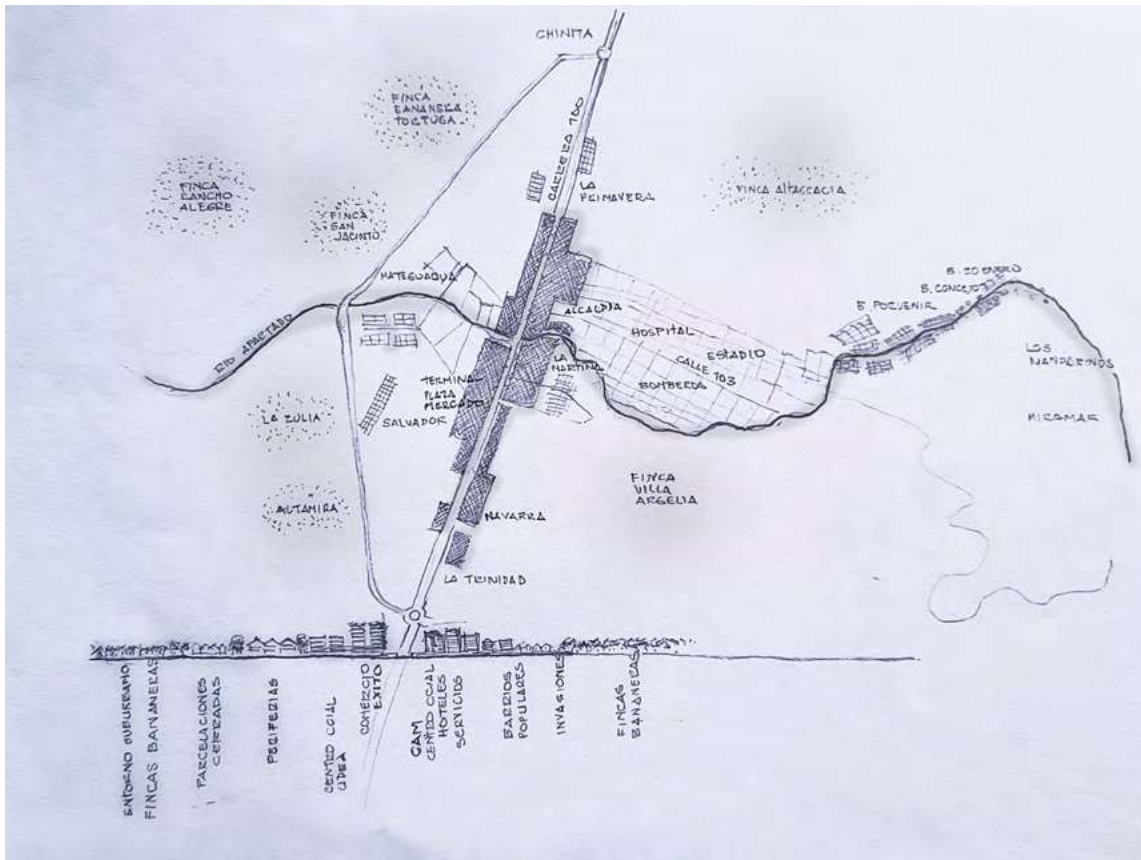 CHINITA
FINCA
BANANERA
TORTUGA
CARRERA 100
FINCA
RANCHO
ALEGRE
FINCA
SAN
JACINTO
LA
PRIMAVERA
FINCA ALTAGACIA
MATEGUADUA
ALCALDIA
HOSPITAL
ESTADIO
CALLE 103
BOMBEROS
B. 20 ENERO
B. CONCEJO
B. PORVENIR
LOS
MANDARINOS
MIRAMAR
RIO APARTADO
LA
MARTINA
TERMINAL
PLAZA
MERCADO
SALVADOR
LA ZULIA
ALTAMIRA
FINCA
VILLA
ARGELIA
NAVARRA
LA TRINIDAD
ENTORNO SUBURBANO
FINCAS BANANERAS
PARCELACIONES
CERRADAS
PERIFERIAS
CENTRO CCIAL
UDEA
COMERCIO
EXITO
CAM
CENTRO CCIAL
HOTELES
SERVICIOS
BARRIOS
POPULARES
INVASIONES
FINCAS
BANANERAS